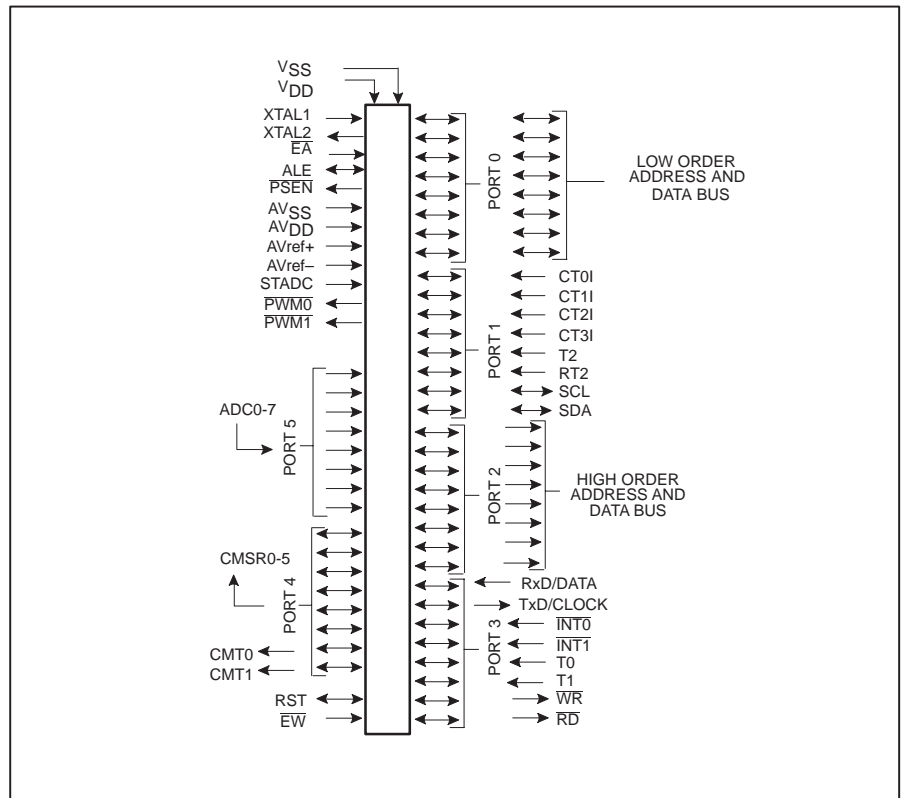 VSS
VDD
XTAL1
XTAL2
EA
ALE
PSEN
AVSS
AVDD
AVref+
AVref–
STADC
PWM0
PWM1
ADC0-7
PORT 5
CMSR0-5
PORT 4
CMT0
CMT1
RST
EW
PORT 0
LOW ORDER
ADDRESS AND
DATA BUS
PORT 1
CT0I
CT1I
CT2I
CT3I
T2
RT2
SCL
SDA
PORT 2
HIGH ORDER
ADDRESS AND
DATA BUS
PORT 3
RxD/DATA
TxD/CLOCK
INT0
INT1
T0
T1
WR
RD